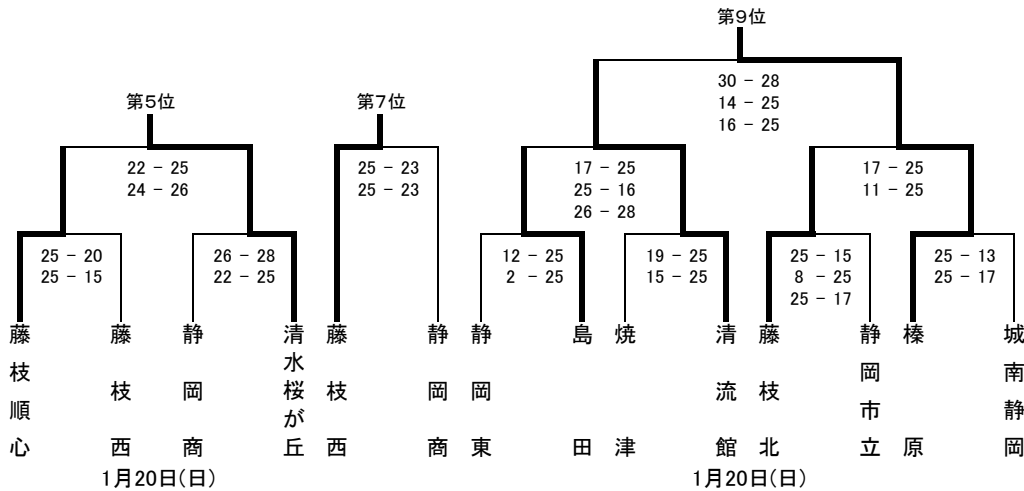 第9位
30 - 28
14 - 25
16 - 25
第5位
第7位
22 - 25
24 - 26
25 - 23
25 - 23
17 - 25
25 - 16
26 - 28
17 - 25
11 - 25
25 - 20
25 - 15
26 - 28
22 - 25
12 - 25
2 - 25
19 - 25
15 - 25
25 - 15
8 - 25
25 - 17
25 - 13
25 - 17
藤枝順心
藤枝西
静岡商
清水桜が丘
藤枝西
静岡商
静岡東
島田
焼津
清流館
藤枝北
静岡市立
榛原
城南静岡
1月20日(日)
1月20日(日)